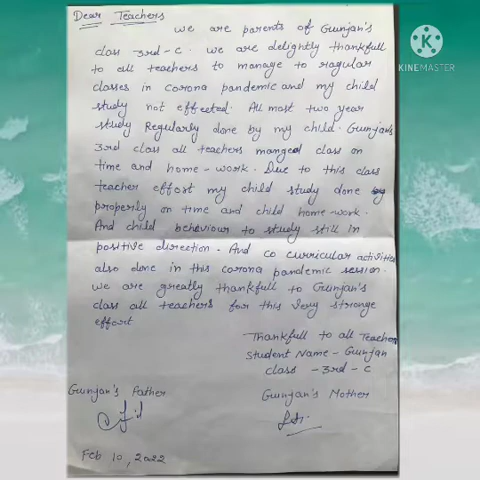 Dear Teachers
We are parents of Gunjan's
class 3rd-C. We are delightly thankfull
to all teachers to manage to ragular
classes in corona pandemic and my child
study not effected. All most two year
study Regularly done by my child. Gunjan's
3rd class all teachers manged class on
time and home-work. Due to this class
teacher effort my child study done by
properly on time and child home-work.
And child behdviour to study still in
positive direction. And co curricular activities
also done in this corona pandemic session.
we are greatly thankfull to Gunjan's
class all teachers for this Very stronge
effort
Thankfull to all Teachers
Student Name - Gunjan
class - 3rd - C
Gunjan's Father
Gunjan's Mother
Feb 10, 2022
KINEMASTER